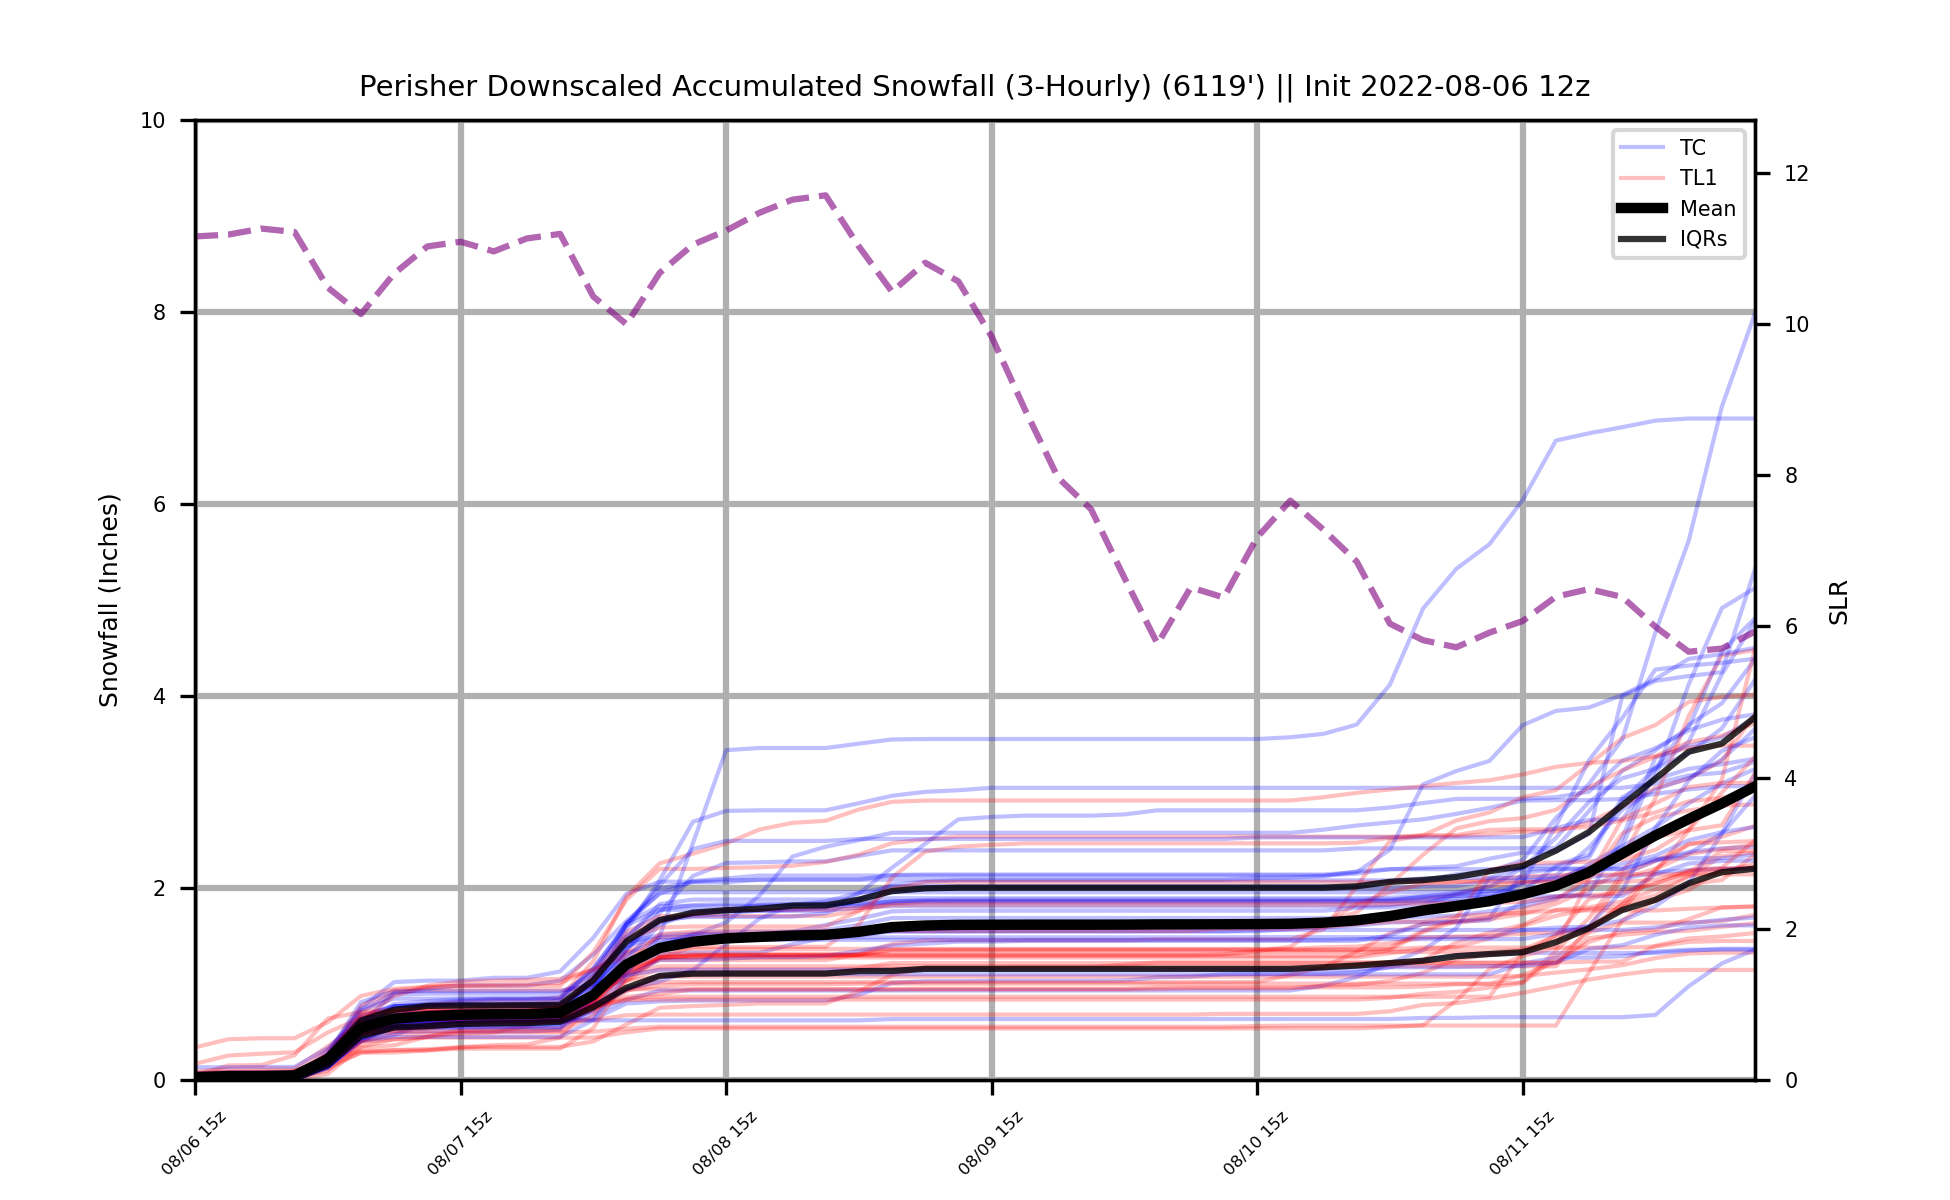 Perisher Downscaled Accumulated Snowfall (3-Hourly) (6119') || Init 2022-08-06 12z
10
8
6
4
2
0
Snowfall (Inches)
TC
TL1
Mean
IQRs
12
10
8
6
4
2
0
SLR
08/06 15z
08/07 15z
08/08 15z
08/09 15z
08/10 15z
08/11 15z